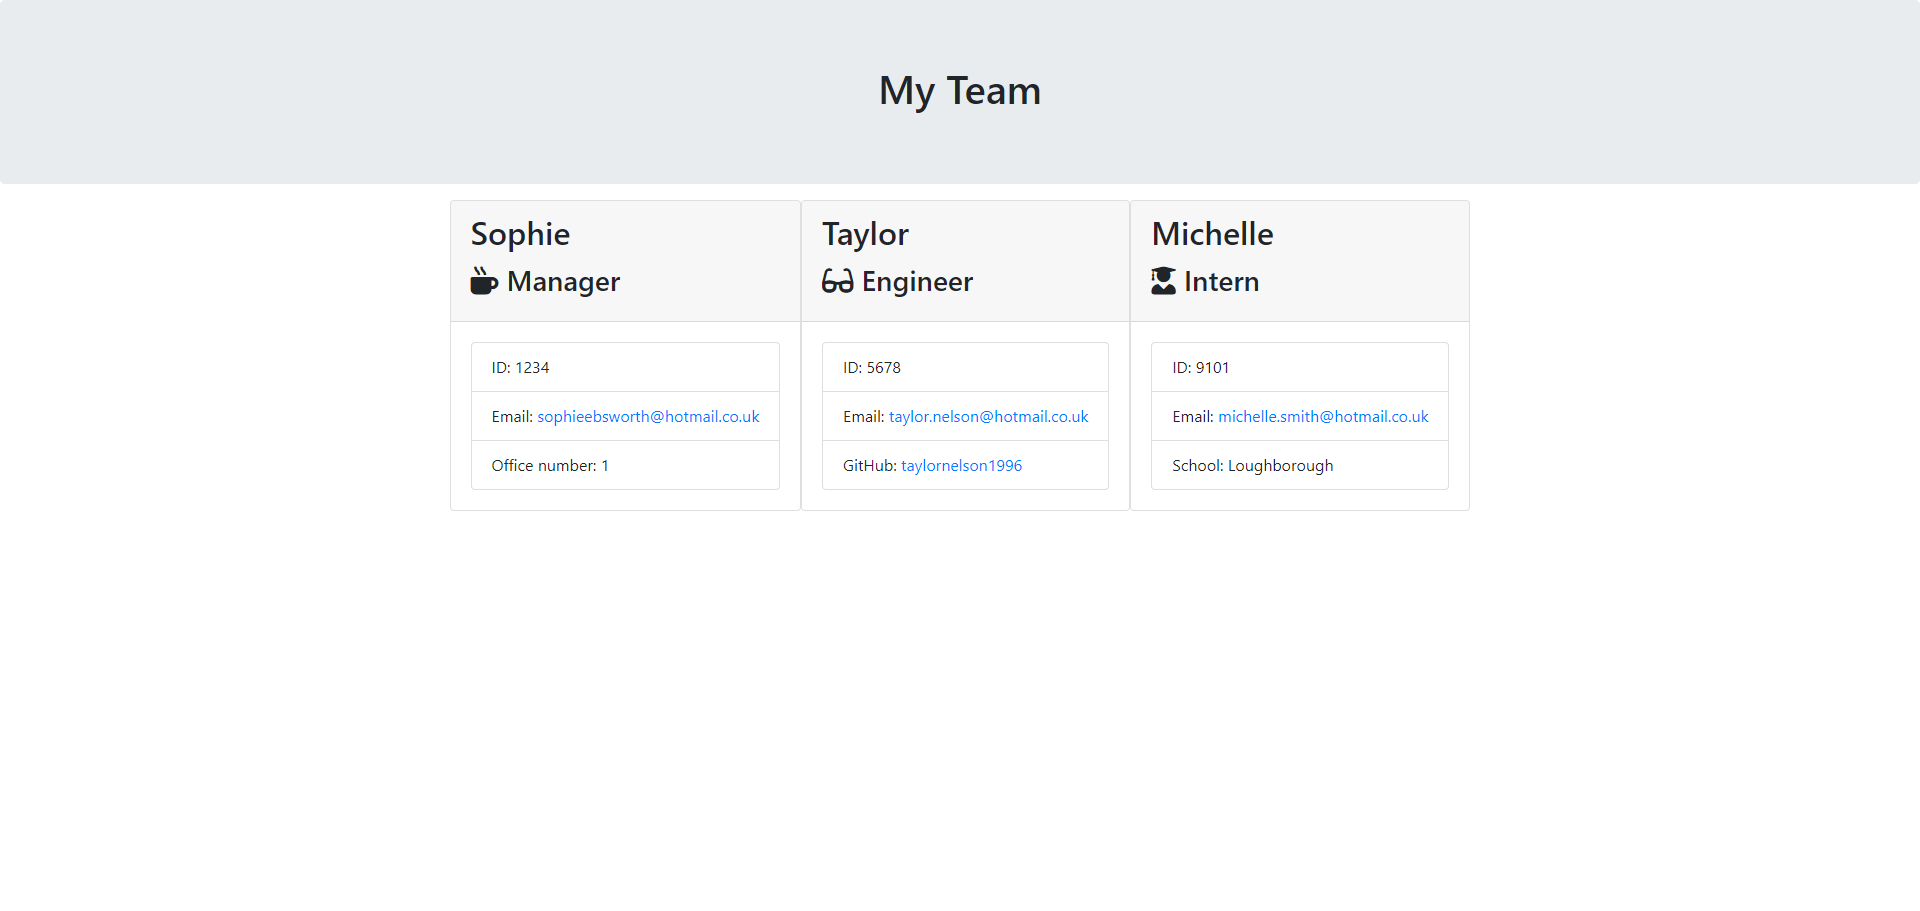 My Team
Sophie
Manager
ID: 1234
Email: sophieebsworth@hotmail.co.uk
Office number: 1
Taylor
Engineer
ID: 5678
Email: taylor.nelson@hotmail.co.uk
GitHub: taylornelson1996
Michelle
Intern
ID: 9101
Email: michelle.smith@hotmail.co.uk
School: Loughborough